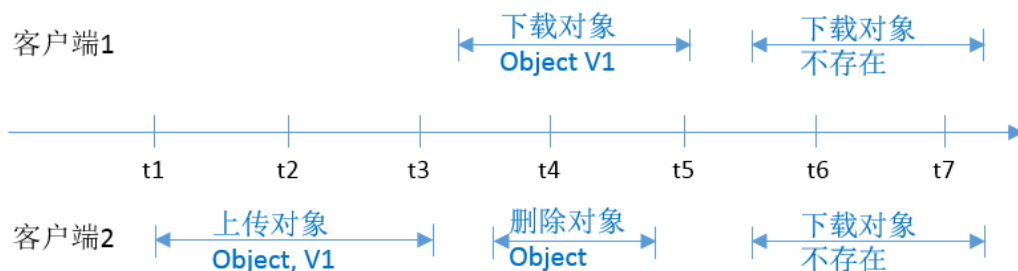 客户端1
下载对象
Object V1
下载对象
不存在
t1 t2 t3 t4 t5 t6 t7
客户端2
上传对象
Object, V1
删除对象
Object
下载对象
不存在